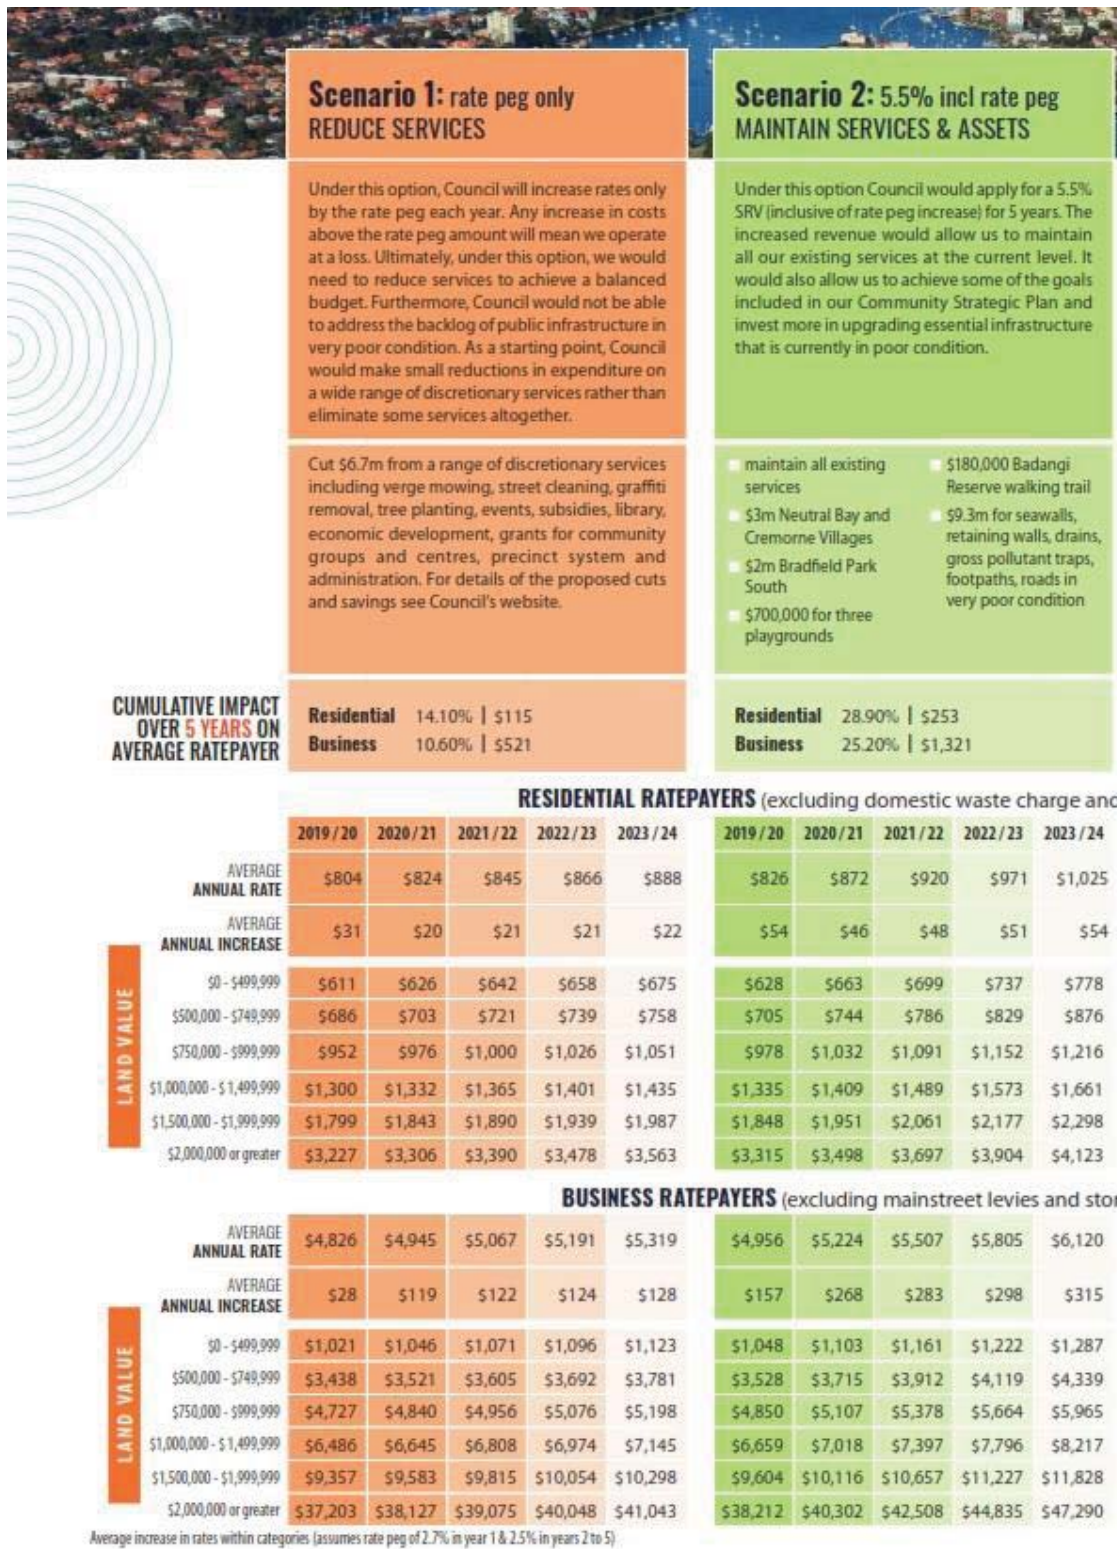 Scenario 1: rate peg only
REDUCE SERVICES
Under this option, Council will increase rates only
by the rate peg each year. Any increase in costs
above the rate peg amount will mean we operate
at a loss. Ultimately, under this option, we would
need to reduce services to achieve a balanced
budget. Furthermore, Council would not be able
to address the backlog of public infrastructure in
very poor condition. As a starting point, Council
would make small reductions in expenditure on
a wide range of discretionary services rather than
eliminate some services altogether.
Cut $6.7m from a range of discretionary services
including verge mowing, street cleaning, graffiti
removal, tree planting, events, subsidies, library,
economic development, grants for community
groups and centres, precinct system and
administration. For details of the proposed cuts
and savings see Council's website.
Scenario 2: 5.5% incl rate peg
MAINTAIN SERVICES & ASSETS
Under this option Council would apply for a 5.5%
SRV (inclusive of rate peg increase) for 5 years. The
increased revenue would allow us to maintain
all our existing services at the current level. It
would also allow us to achieve some of the goals
included in our Community Strategic Plan and
invest more in upgrading essential infrastructure
that is currently in poor condition.
maintain all existing
services
$3m Neutral Bay and
Cremorne Villages
$2m Bradfield Park
South
$700,000 for three
playgrounds
$180,000 Badangi
Reserve walking trail
$9.3m for seawalls,
retaining walls, drains,
gross pollutant traps,
footpaths, roads in
very poor condition
CUMULATIVE IMPACT
OVER 5 YEARS ON
AVERAGE RATEPAYER
Residential 14.10% | $115
Business 10.60% | $521
Residential 28.90% | $253
Business 25.20% | $1,321
RESIDENTIAL RATEPAYERS (excluding domestic waste charge and
2019/20 2020/21 2021/22 2022/23 2023/24 2019/20 2020/21 2021/22 2022/23 2023/24
AVERAGE
ANNUAL RATE $804 $824 $845 $866 $888 $826 $872 $920 $971 $1,025
AVERAGE
ANNUAL INCREASE $31 $20 $21 $21 $22 $54 $46 $48 $51 $54
LAND VALUE
$0 - $499,999 $611 $626 $642 $658 $675 $628 $663 $699 $737 $778
$500,000 - $749,999 $686 $703 $721 $739 $758 $705 $744 $786 $829 $876
$750,000 - $999,999 $952 $976 $1,000 $1,026 $1,051 $978 $1,032 $1,091 $1,152 $1,216
$1,000,000 - $1,499,999 $1,300 $1,332 $1,365 $1,401 $1,435 $1,335 $1,409 $1,489 $1,573 $1,661
$1,500,000 - $1,999,999 $1,799 $1,843 $1,890 $1,939 $1,987 $1,848 $1,951 $2,061 $2,177 $2,298
$2,000,000 or greater $3,227 $3,306 $3,390 $3,478 $3,563 $3,315 $3,498 $3,697 $3,904 $4,123
BUSINESS RATEPAYERS (excluding mainstreet levies and stor
AVERAGE
ANNUAL RATE $4,826 $4,945 $5,067 $5,191 $5,319 $4,956 $5,224 $5,507 $5,805 $6,120
AVERAGE
ANNUAL INCREASE $28 $119 $122 $124 $128 $157 $268 $283 $298 $315
LAND VALUE
$0 - $499,999 $1,021 $1,046 $1,071 $1,096 $1,123 $1,048 $1,103 $1,161 $1,222 $1,287
$500,000 - $749,999 $3,438 $3,521 $3,605 $3,692 $3,781 $3,528 $3,715 $3,912 $4,119 $4,339
$750,000 - $999,999 $4,727 $4,840 $4,956 $5,076 $5,198 $4,850 $5,107 $5,378 $5,664 $5,965
$1,000,000 - $1,499,999 $6,486 $6,645 $6,808 $6,974 $7,145 $6,659 $7,018 $7,397 $7,796 $8,217
$1,500,000 - $1,999,999 $9,357 $9,583 $9,815 $10,054 $10,298 $9,604 $10,116 $10,657 $11,227 $11,828
$2,000,000 or greater $37,203 $38,127 $39,075 $40,048 $41,043 $38,212 $40,302 $42,508 $44,835 $47,290
Average increase in rates within categories (assumes rate peg of 2.7% in year 1 & 2.5% in years 2 to 5)